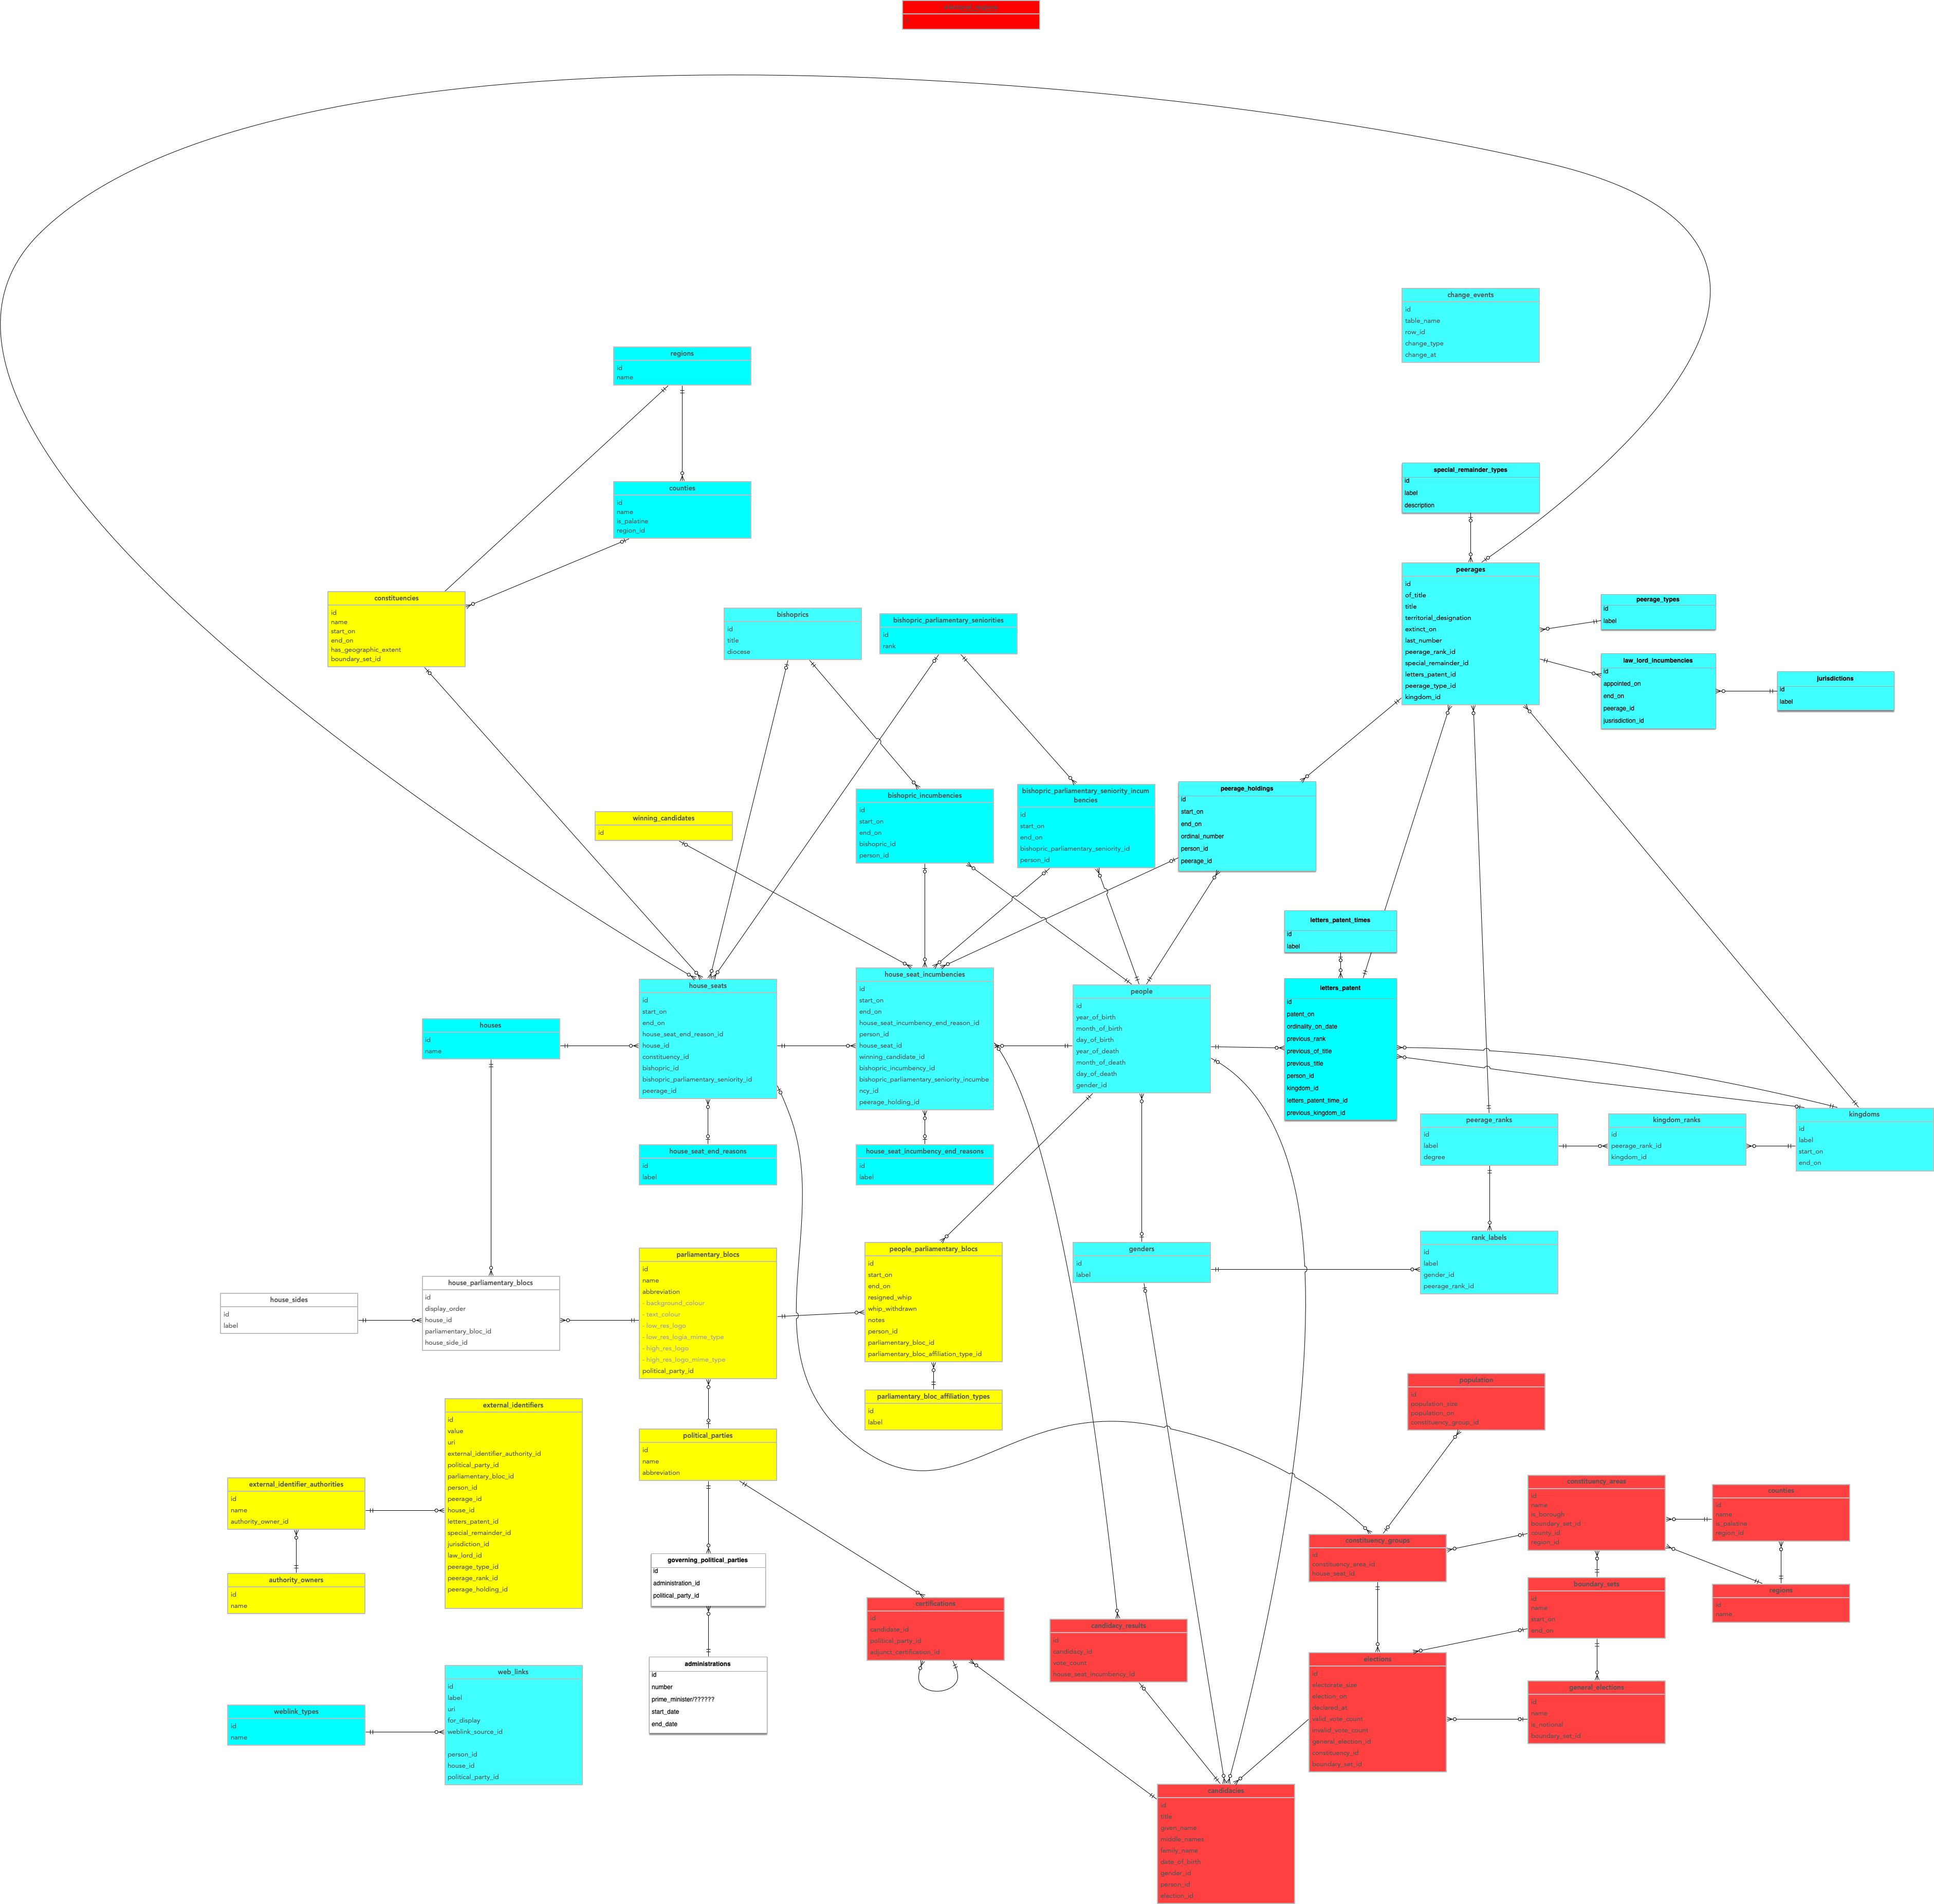 change_events
id
table_name
row_id
change_type
change_at
regions
id
name
counties
id
name
is_palatine
region_id
special_remainder_types
id
label
description
peerages
id
of_title
title
territorial_designation
extinct_on
last_number
peerage_rank_id
special_remainder_id
letters_patent_id
peerage_type_id
kingdom_id
peerage_types
id
label
law_lord_incumbencies
id
appointed_on
end_on
peerage_id
jusrisdiction_id
jurisdictions
id
label
constituencies
id
name
start_on
end_on
has_geographic_extent
boundary_set_id
bishoprics
id
title
diocese
bishopric_parliamentary_seniorities
id
rank
winning_candidates
id
bishopric_incumbencies
id
start_on
end_on
bishopric_id
person_id
bishopric_parliamentary_seniority_incum
bencies
id
start_on
end_on
bishopric_parliamentary_seniority_id
person_id
peerage_holdings
id
start_on
end_on
ordinal_number
person_id
peerage_id
letters_patent_times
id
label
house_seats
id
start_on
end_on
house_seat_end_reason_id
house_id
constituency_id
bishopric_id
bishopric_parliamentary_seniority_id
peerage_id
house_seat_incumbencies
id
start_on
end_on
house_seat_incumbency_end_reason_id
person_id
house_seat_id
winning_candidate_id
bishopric_incumbency_id
bishopric_parliamentary_seniority_incumbe
ncy_id
peerage_holding_id
people
id
year_of_birth
month_of_birth
day_of_birth
year_of_death
month_of_death
day_of_death
gender_id
letters_patent
id
patent_on
ordinality_on_date
previous_rank
previous_of_title
previous_title
person_id
kingdom_id
letters_patent_time_id
previous_kingdom_id
houses
id
name
peerage_ranks
id
label
degree
kingdom_ranks
id
peerage_rank_id
kingdom_id
kingdoms
id
label
start_on
end_on
house_seat_end_reasons
id
label
house_seat_incumbency_end_reasons
id
label
genders
id
label
rank_labels
id
label
gender_id
peerage_rank_id
house_sides
id
label
house_parliamentary_blocs
id
display_order
house_id
parliamentary_bloc_id
house_side_id
parliamentary_blocs
id
name
abbreviation
- background_colour
- text_colour
- low_res_logo
- low_res_logia_mime_type
- high_res_logo
- high_res_logo_mime_type
political_party_id
people_parliamentary_blocs
id
start_on
end_on
resigned_whip
whip_withdrawn
notes
person_id
parliamentary_bloc_id
parliamentary_bloc_affiliation_type_id
parliamentary_bloc_affiliation_types
id
label
external_identifiers
id
value
uri
external_identifier_authority_id
political_party_id
parliamentary_bloc_id
person_id
peerage_id
house_id
letters_patent_id
special_remainder_id
jurisdiction_id
law_lord_id
peerage_type_id
peerage_rank_id
peerage_holding_id
external_identifier_authorities
id
name
authority_owner_id
authority_owners
id
name
political_parties
id
name
abbreviation
governing_political_parties
id
administration_id
political_party_id
administrations
id
number
prime_minister/??????
start_date
end_date
web_links
id
label
uri
for_display
weblink_source_id
person_id
house_id
political_party_id
weblink_types
id
name
population
id
population_size
population_on
constituency_group_id
constituency_areas
id
name
is_borough
boundary_set_id
county_id
region_id
counties
id
name
is_palatine
region_id
constituency_groups
id
constituency_area_id
house_seat_id
boundary_sets
id
name
start_on
end_on
regions
id
name
certifications
id
candidate_id
political_party_id
adjunct_certification_id
candidacy_results
id
candidacy_id
vote_count
house_seat_incumbency_id
elections
id
electorate_size
election_on
declared_at
valid_vote_count
invalid_vote_count
general_election_id
constituency_id
boundary_set_id
general_elections
id
name
is_notional
boundary_set_id
candidacies
id
title
given_name
middle_names
family_name
date_of_birth
gender_id
person_id
election_id